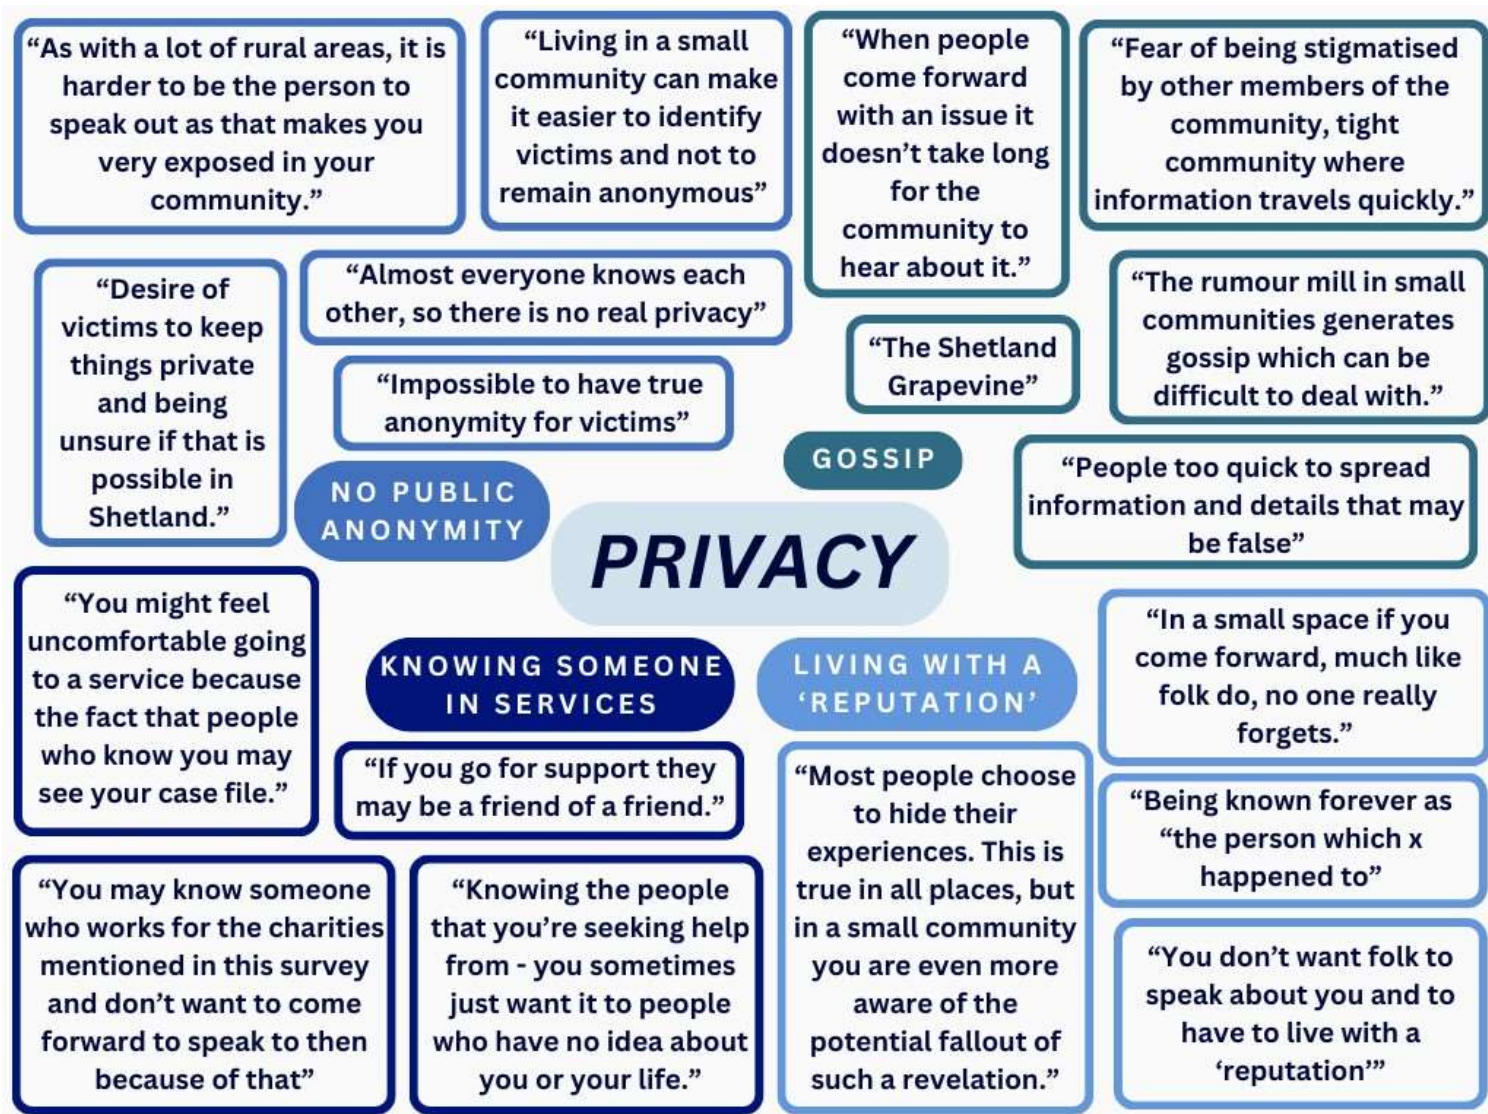 “As with a lot of rural areas, it is
harder to be the person to
speak out as that makes you
very exposed in your
community.”
“Living in a small
community can make
it easier to identify
victims and not to
remain anonymous”
“When people
come forward
with an issue it
doesn’t take long
for the
community to
hear about it.”
“Fear of being stigmatised
by other members of the
community, tight
community where
information travels quickly.”
“Desire of
victims to keep
things private
and being
unsure if that is
possible in
Shetland.”
“Almost everyone knows each
other, so there is no real privacy”
“Impossible to have true
anonymity for victims”
“The Shetland
Grapevine”
“The rumour mill in small
communities generates
gossip which can be
difficult to deal with.”
GOSSIP
“People too quick to spread
information and details that may
be false”
NO PUBLIC
ANONYMITY
PRIVACY
“You might feel
uncomfortable going
to a service because
the fact that people
who know you may
see your case file.”
KNOWING SOMEONE
IN SERVICES
LIVING WITH A
‘REPUTATION’
“In a small space if you
come forward, much like
folk do, no one really
forgets.”
“If you go for support they
may be a friend of a friend.”
“Most people choose
to hide their
experiences. This is
true in all places, but
in a small community
you are even more
aware of the
potential fallout of
such a revelation.”
“Being known forever as
“the person which x
happened to”
“You may know someone
who works for the charities
mentioned in this survey
and don’t want to come
forward to speak to then
because of that”
“Knowing the people
that you’re seeking help
from - you sometimes
just want it to people
who have no idea about
you or your life.”
“You don’t want folk to
speak about you and to
have to live with a
‘reputation’”